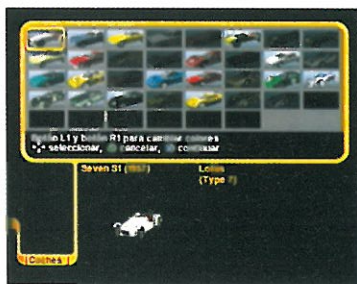 Botón L1 y botón R1 para cambiar colores
seleccionar, cancelar, continuar
Seven S1 (1957)
Lotus
(Type 7)
Coches